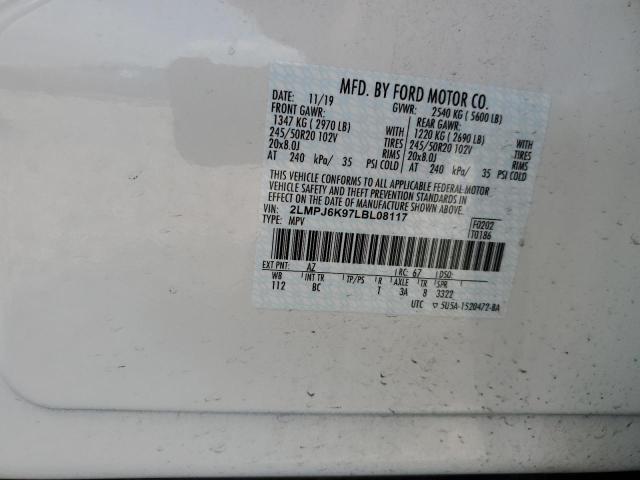 MFD. BY FORD MOTOR CO.
DATE: 11/19 GVWR: 2540 KG ( 5600 LB)
FRONT GAWR: REAR GAWR:
1347 KG ( 2970 LB) WITH 1220 KG ( 2690 LB) WITH
245/50R20 102V TIRES 245/50R20 102V TIRES
20x8.0J RIMS 20x8.0J RIMS
AT 240 kPa/ 35 PSI COLD AT 240 kPa/ 35 PSI COLD
THIS VEHICLE CONFORMS TO ALL APPLICABLE FEDERAL MOTOR
VEHICLE SAFETY AND THEFT PREVENTION STANDARDS IN EFFECT ON
THE DATE OF MANUFACTURE SHOWN ABOVE.
VIN: 2LMPJ6K97LBL08117 F0202
TYPE: MPV T0186
EXT PNT: AZ RC: 67 DSO:
WB INT TR TP/PS R AXLE TR SPR
112 BC 1 3A 8 3322
UTC ▽ 5U5A-1520472-BA